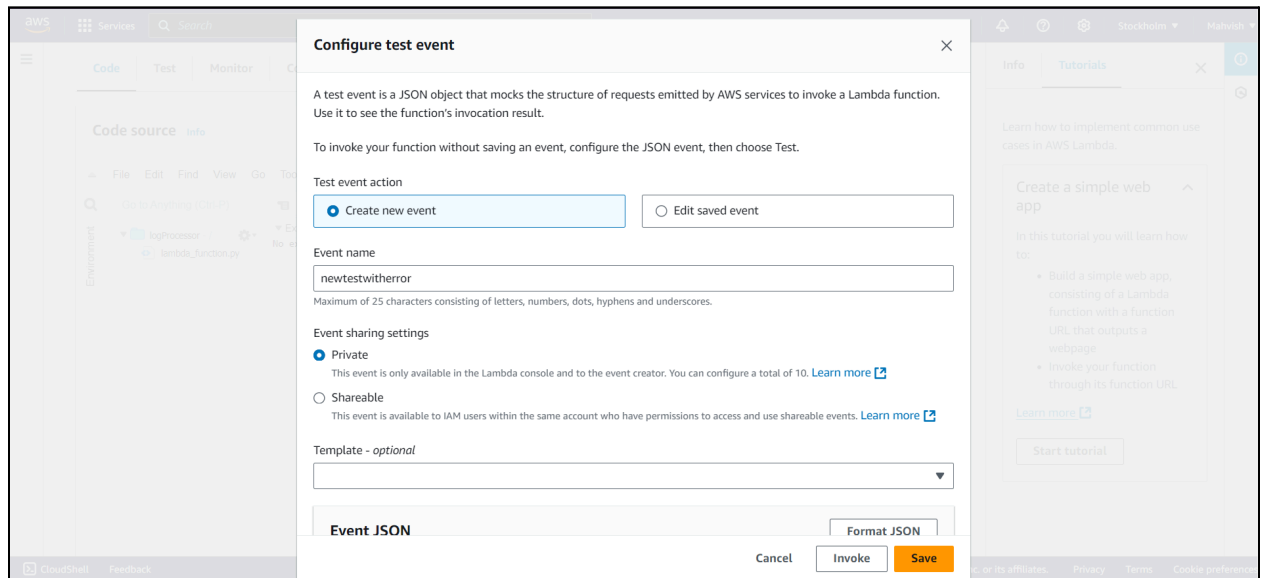 aws
Services
Search
Stockholm
Mahvish
Code
Test
Monitor
Code source
Info
File Edit Find View Go
Go to Anything (Ctrl-P)
Environment
logProcessor
lambda_function.py
Configure test event
A test event is a JSON object that mocks the structure of requests emitted by AWS services to invoke a Lambda function.
Use it to see the function's invocation result.
To invoke your function without saving an event, configure the JSON event, then choose Test.
Test event action
Create new event
Edit saved event
Event name
newtestwitherror
Maximum of 25 characters consisting of letters, numbers, dots, hyphens and underscores.
Event sharing settings
Private
This event is only available in the Lambda console and to the event creator. You can configure a total of 10. Learn more
Shareable
This event is available to IAM users within the same account who have permissions to access and use shareable events. Learn more
Template - optional
Event JSON
Format JSON
Cancel
Invoke
Save
Info
Tutorials
Learn how to implement common use
cases in AWS Lambda.
Create a simple web
app
In this tutorial you will learn how
to:
• Build a simple web app,
consisting of a Lambda
function with a function
URL that outputs a
webpage
• Invoke your function
through its function URL
Learn more
Start tutorial
CloudShell
Feedback
or its affiliates.
Privacy
Terms
Cookie preferences